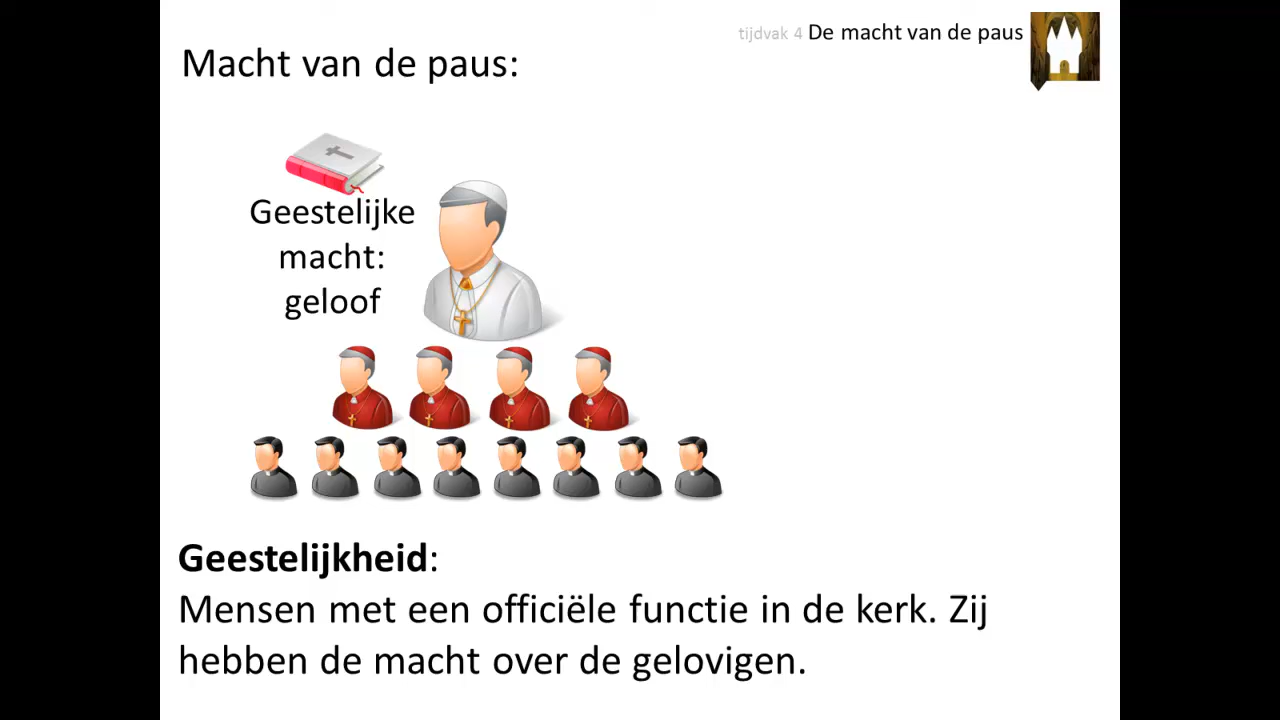 tijdvak 4 De macht van de paus
Macht van de paus:
Geestelijke
macht:
geloof
Geestelijkheid:
Mensen met een officiële functie in de kerk. Zij
hebben de macht over de gelovigen.